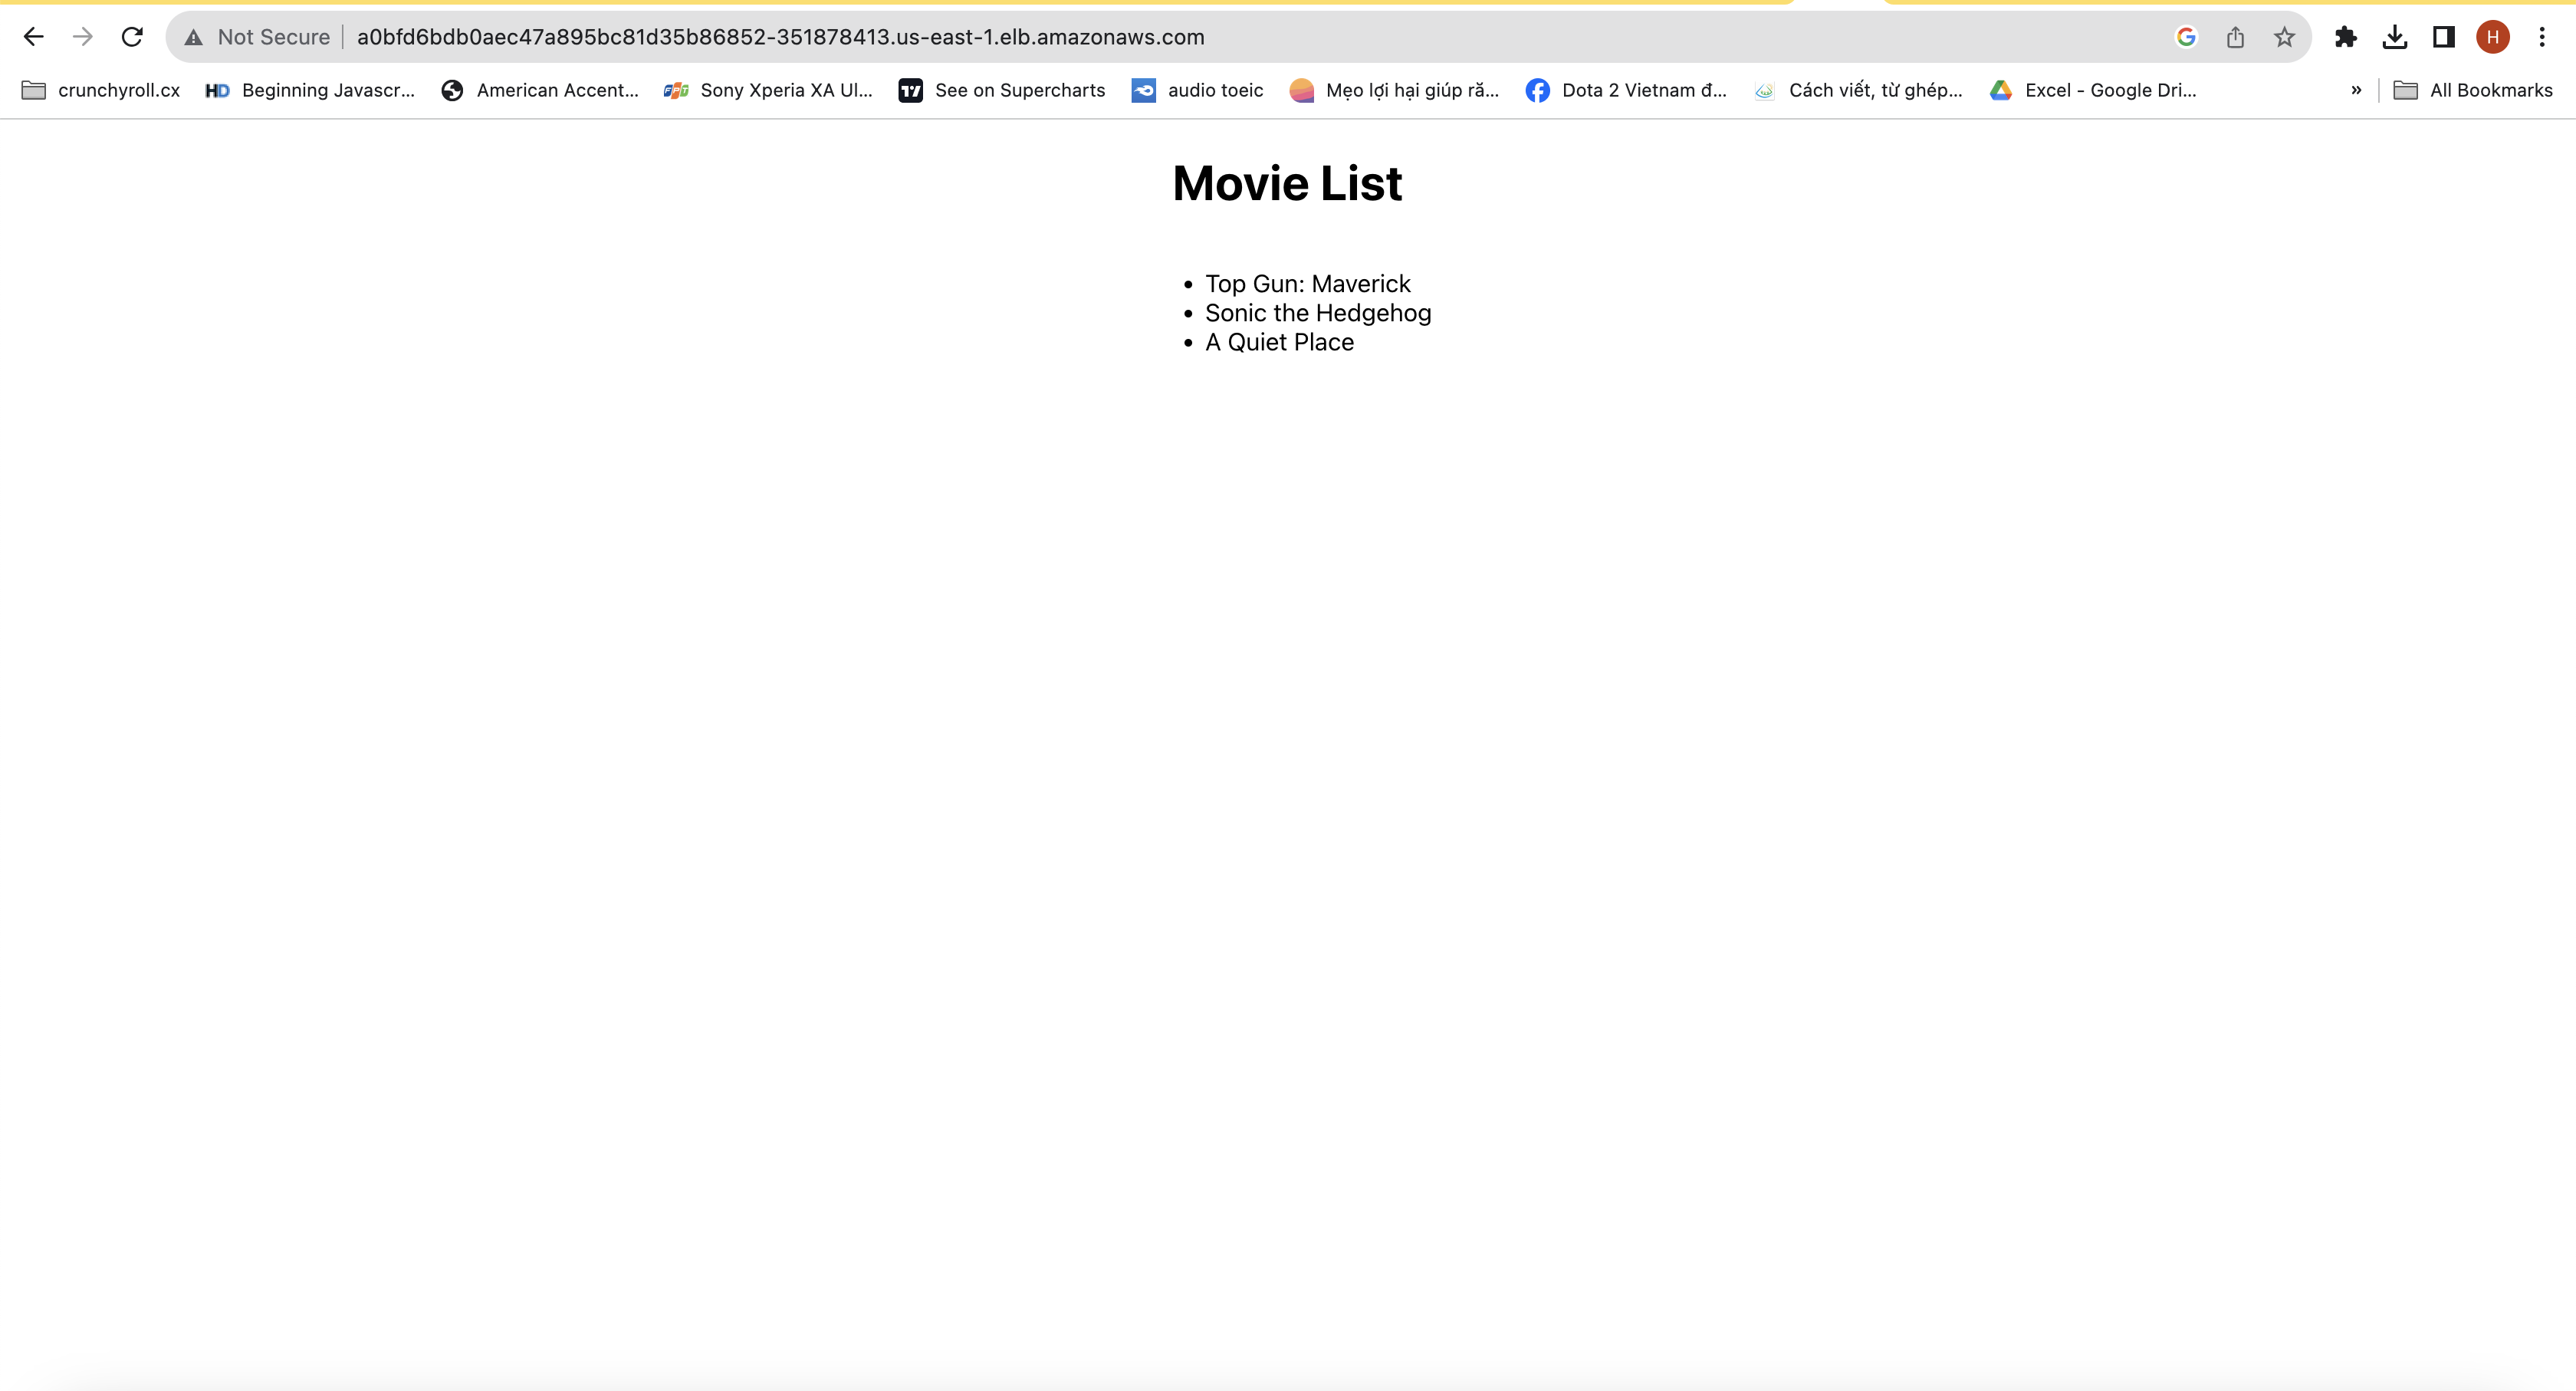 Not Secure a0bfd6bdb0aec47a895bc81d35b86852-351878413.us-east-1.elb.amazonaws.com H
crunchyroll.cx HD Beginning Javascr... American Accent... FPT Sony Xperia XA Ul... See on Supercharts audio toeic Mẹo lợi hại giúp ră... Dota 2 Vietnam đ... Cách viết, từ ghép... Excel - Google Dri... » All Bookmarks
Movie List
• Top Gun: Maverick
• Sonic the Hedgehog
• A Quiet Place